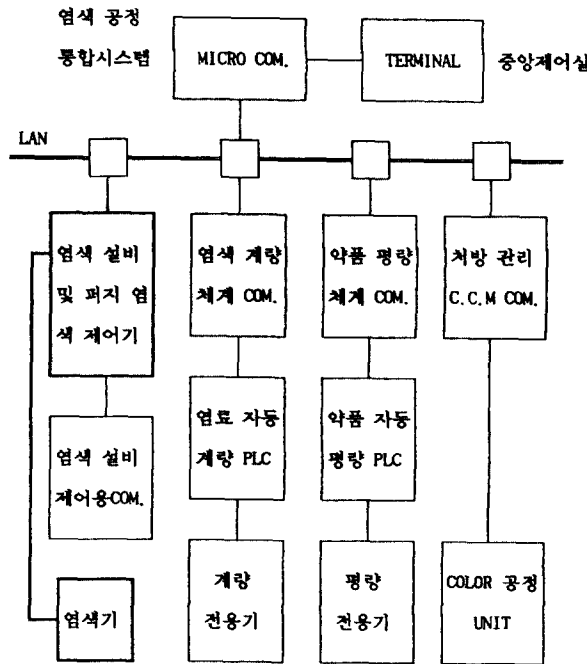 염색 공정
통합시스템
MICRO COM.
TERMINAL
중앙제어실
LAN
염색 설비
및 퍼지 염
색 제어기
염색 계량
체계 COM.
약품 평량
체계 COM.
처방 관리
C.C.M COM.
염색 설비
제어용COM.
염료 자동
계량 PLC
약품 자동
평량 PLC
염색기
계량
전용기
평량
전용기
COLOR 공정
UNIT